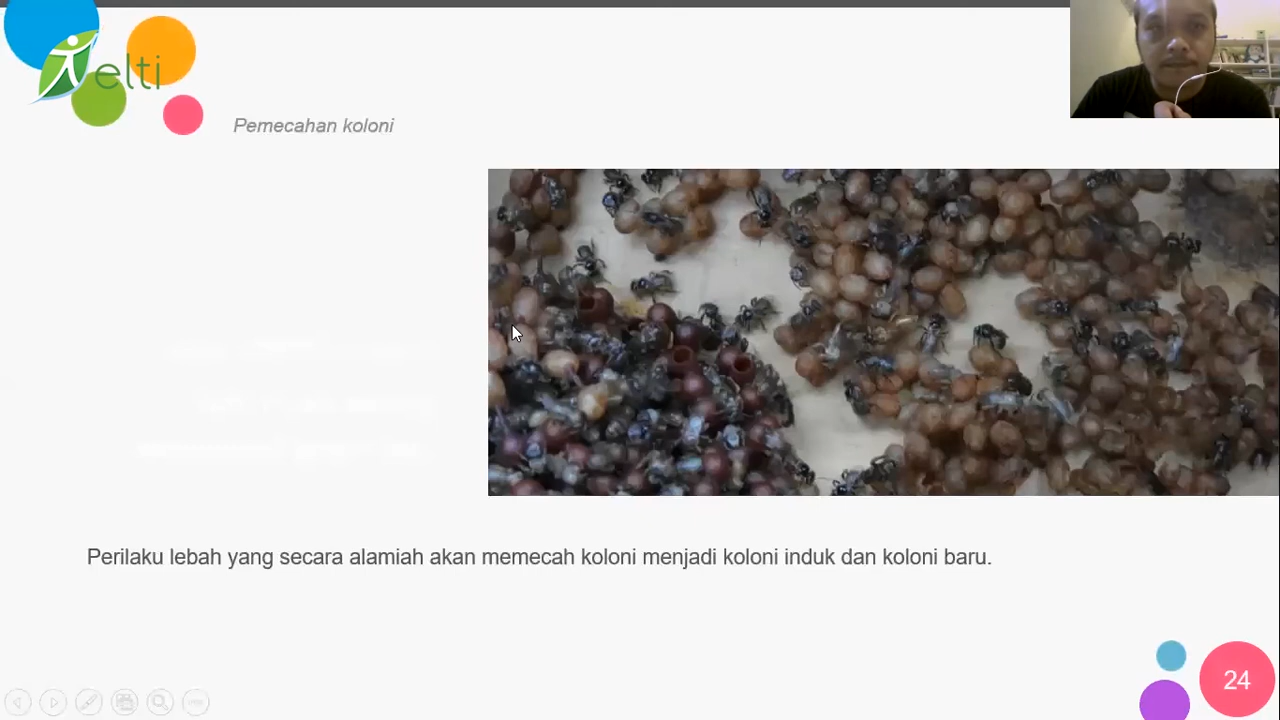 elti
Pemecahan koloni
Perilaku lebah yang secara alamiah akan memecah koloni menjadi koloni induk dan koloni baru.
24